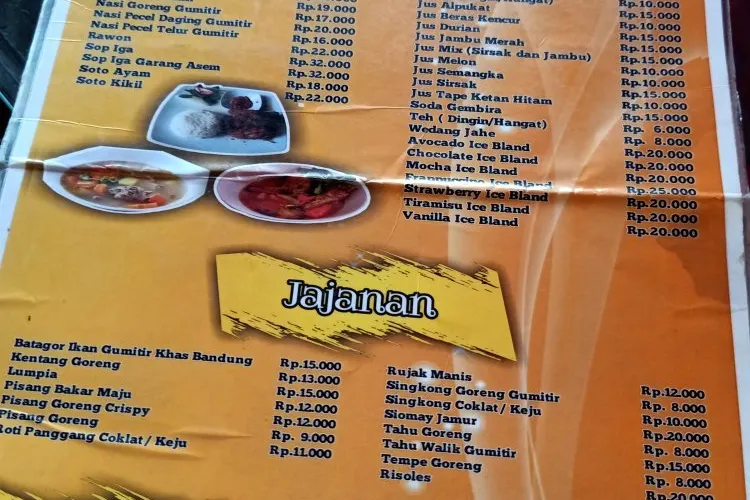 Nasi Goreng Gumitir Rp.19.000
Nasi Pecel Daging Gumitir Rp.17.000
Nasi Pecel Telur Gumitir Rp.20.000
Rawon Rp.16.000
Sop Iga Rp.22.000
Sop Iga Garang Asem Rp.32.000
Soto Ayam Rp.32.000
Soto Kikil Rp.18.000
Rp.22.000
Jus Alpukat Rp.10.000
Jus Beras Kencur Rp.15.000
Jus Durian Rp.10.000
Jus Jambu Merah Rp.15.000
Jus Mix (Sirsak dan Jambu) Rp.15.000
Jus Melon Rp.15.000
Jus Semangka Rp.10.000
Jus Sirsak Rp.10.000
Jus Tape Ketan Hitam Rp.15.000
Soda Gembira Rp.10.000
Teh ( Dingin/Hangat) Rp.15.000
Wedang Jahe Rp. 6.000
Avocado Ice Bland Rp. 8.000
Chocolate Ice Bland Rp.20.000
Mocha Ice Bland Rp.20.000
Frappuccino Ice Bland Rp.20.000
Strawberry Ice Bland Rp.25.000
Tiramisu Ice Bland Rp.20.000
Vanilla Ice Bland Rp.20.000
Rp.20.000
Jajanan
Batagor Ikan Gumitir Khas Bandung Rp.15.000
Kentang Goreng Rp.13.000
Lumpia Rp.15.000
Pisang Bakar Maju Rp.12.000
Pisang Goreng Crispy Rp.12.000
Pisang Goreng Rp. 9.000
Roti Panggang Coklat / Keju Rp.11.000
Rujak Manis Rp.12.000
Singkong Goreng Gumitir Rp. 8.000
Singkong Coklat / Keju Rp.10.000
Siomay Janur Rp.20.000
Tahu Goreng Rp. 8.000
Tahu Walik Gumitir Rp.15.000
Tempe Goreng Rp. 8.000
Risoles Rp.20.000